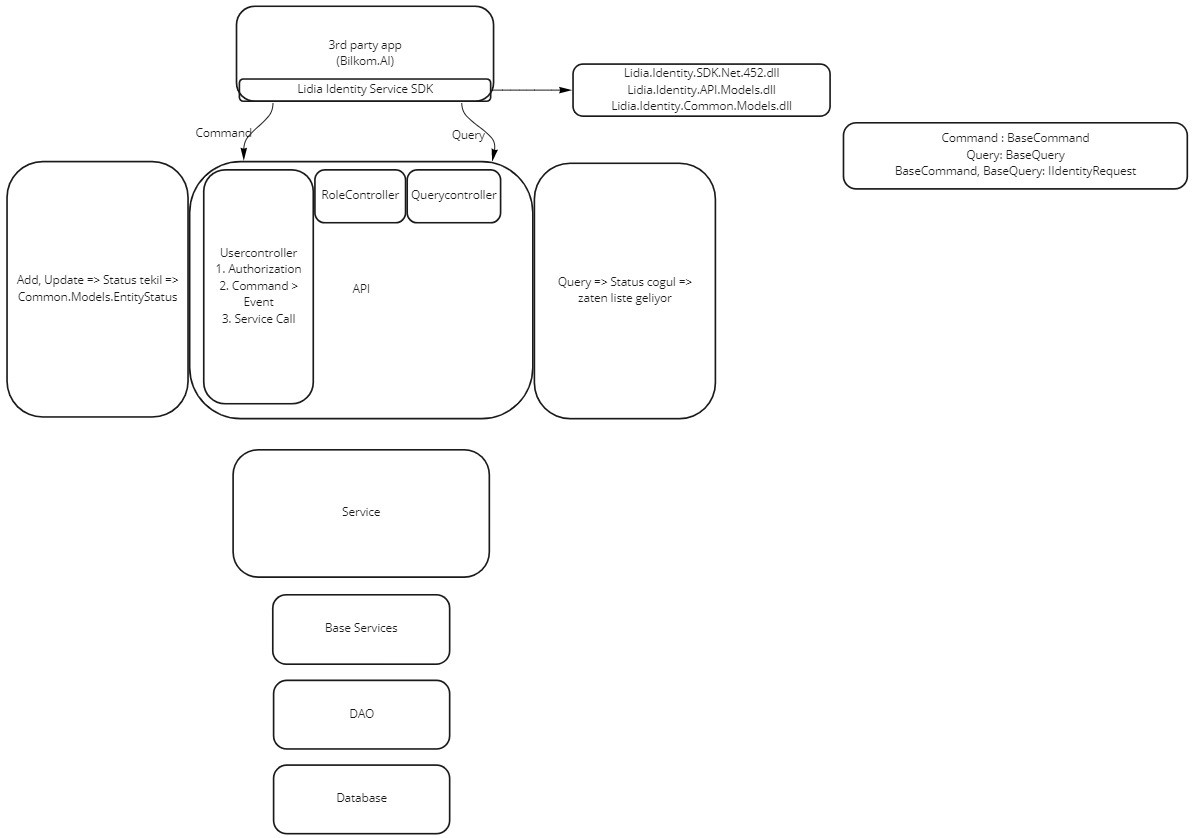 3rd party app
(Bilkom.AI)
Lidia Identity Service SDK
Lidia.Identity.SDK.Net.452.dll
Lidia.Identity.API.Models.dll
Lidia.Identity.Common.Models.dll
Command : BaseCommand
Query: BaseQuery
BaseCommand, BaseQuery: IIdentityRequest
Command
Query
Add, Update => Status tekil =>
Common.Models.EntityStatus
Usercontroller
1. Authorization
2. Command >
Event
3. Service Call
RoleController
Querycontroller
API
Query => Status cogul =>
zaten liste geliyor
Service
Base Services
DAO
Database